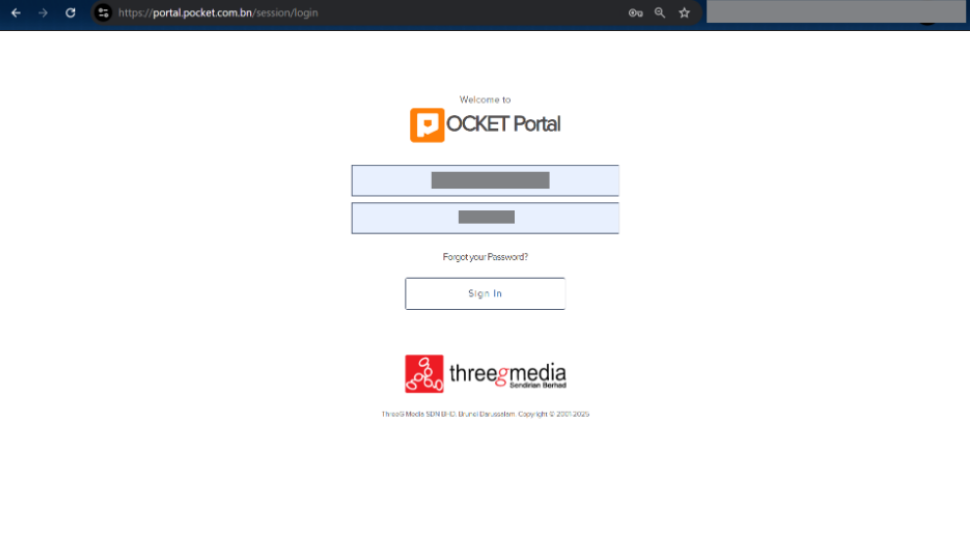 https://portal.pocket.com.bn/session/login
Welcome to
POCKET Portal
Forgot your Password?
Sign In
threegmedia
Sendirian Berhad
ThreeG Media SDN BHD. Brunei Darussalam. Copyright © 2001-2025